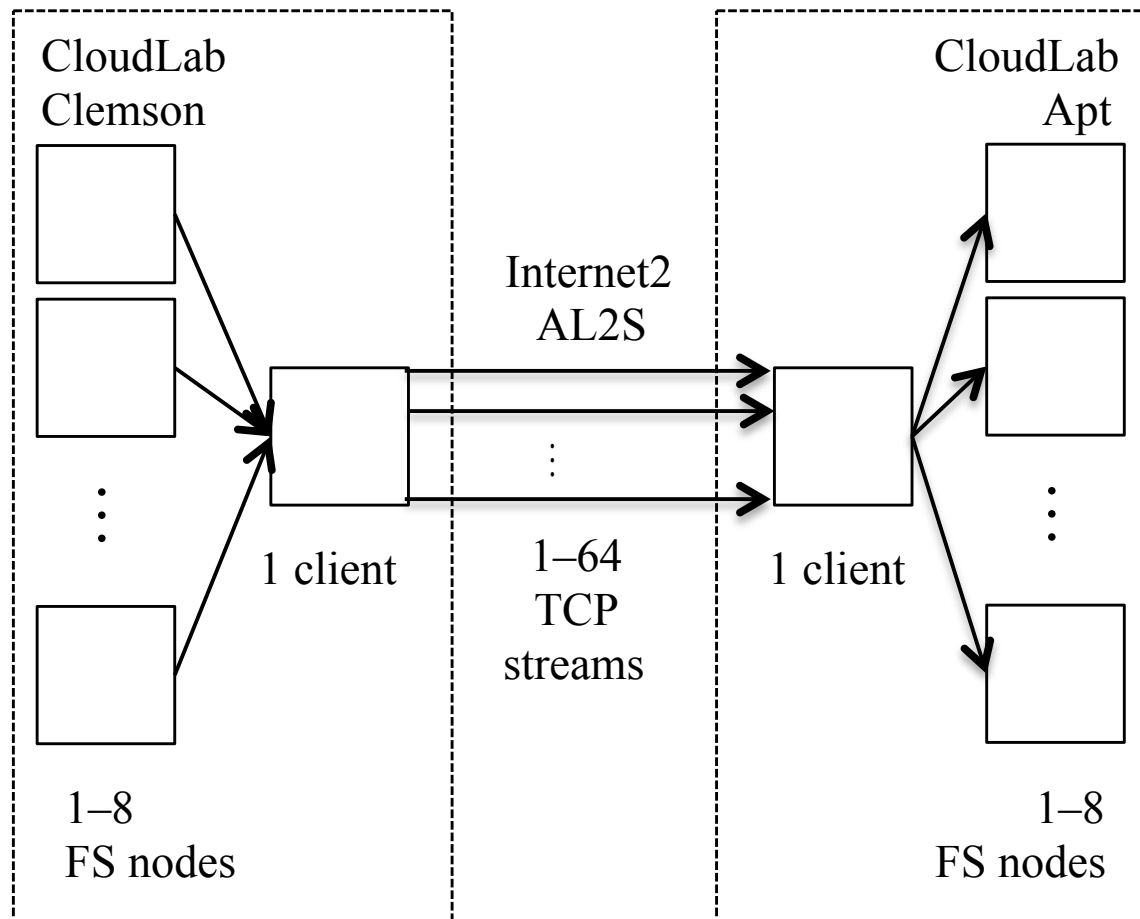 CloudLab
Clemson
CloudLab
Apt
Internet2
AL2S
1 client
1–64
TCP
streams
1 client
1–8
FS nodes
1–8
FS nodes